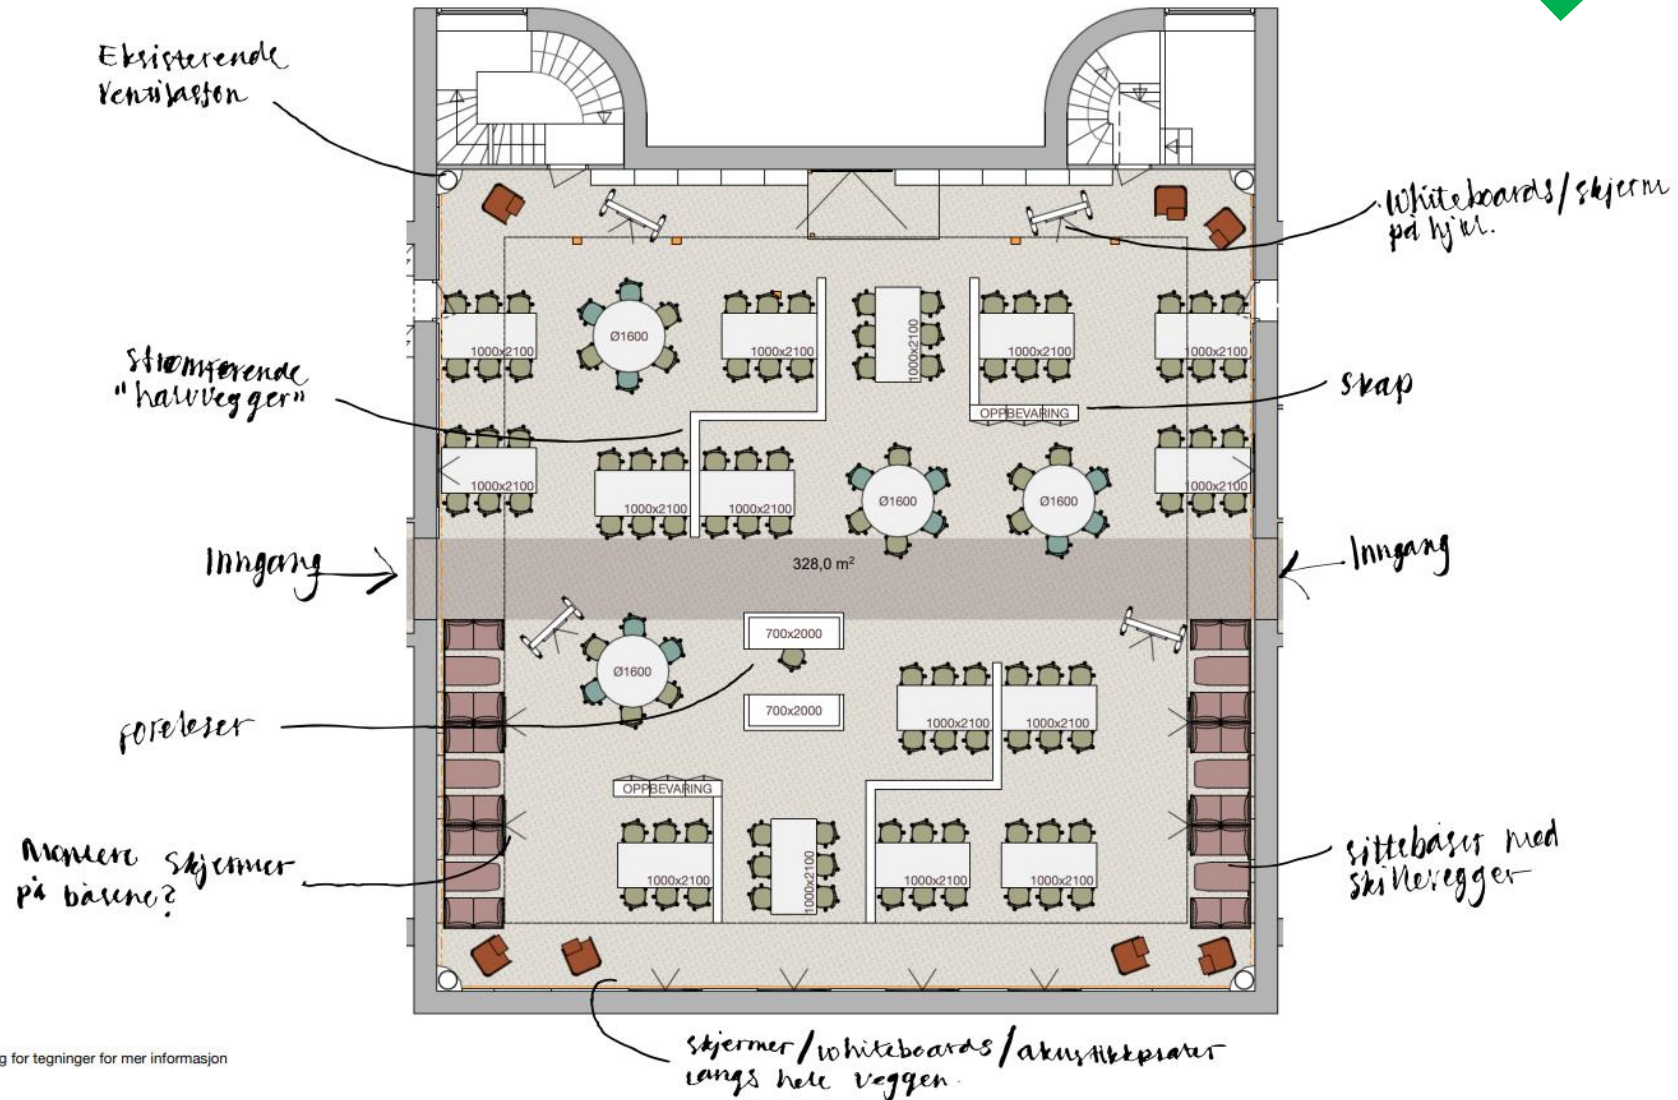 Eksisterende
Ventilasjon
Whiteboards/skjerm
på hjul.
Ø1600
1000x2100
1000x2100
1000x2100
1000x2100
1000x2100
strømførende
"halvvegger"
OPPBEVARING
skap
1000x2100
1000x2100
1000x2100
Ø1600
Ø1600
1000x2100
Inngang
328,0 m²
Inngang
700x2000
Ø1600
700x2000
1000x2100
1000x2100
foreleser
OPPBEVARING
Montere skjermer
på båsene?
1000x2100
1000x2100
1000x2100
1000x2100
sittebåser med
skillevegger
skjermer/whiteboards/akustikkplater
langs hele veggen.
g for tegninger for mer informasjon